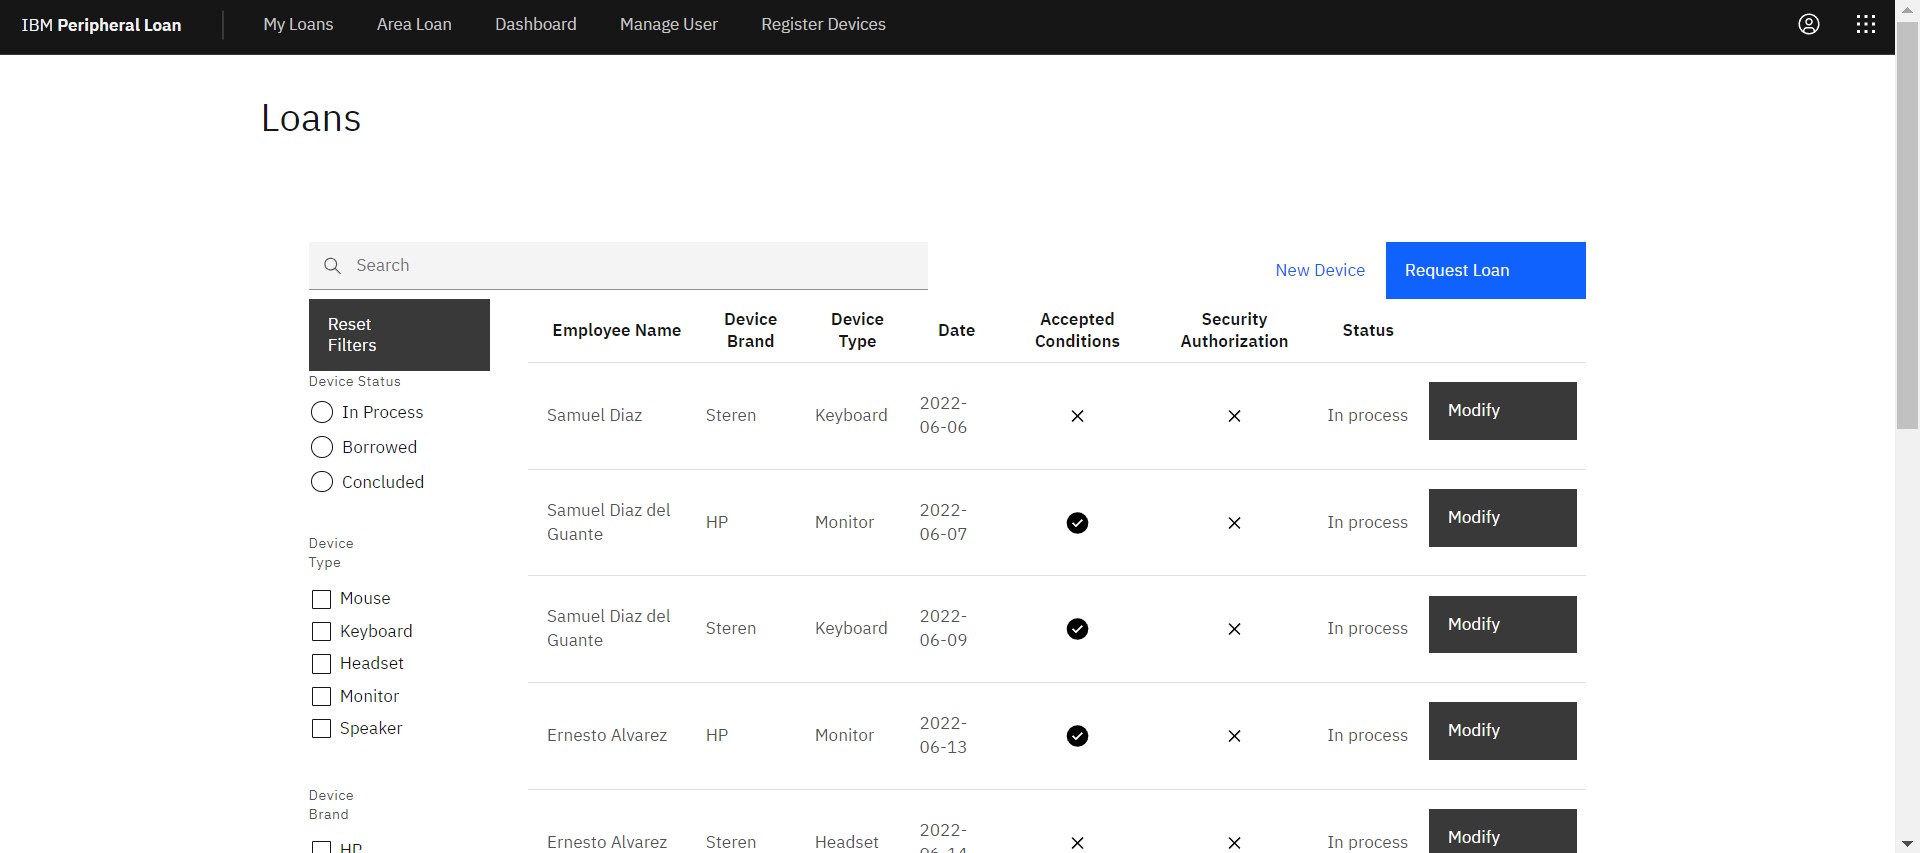 IBM Peripheral Loan
My Loans
Area Loan
Dashboard
Manage User
Register Devices
Loans
Search
New Device
Request Loan
Reset
Filters
Device Status
In Process
Borrowed
Concluded
Device
Type
Mouse
Keyboard
Headset
Monitor
Speaker
Device
Brand
HP
Employee Name
Device
Brand
Device
Type
Date
Accepted
Conditions
Security
Authorization
Status
Samuel Diaz
Steren
Keyboard
2022-
06-06
In process
Modify
Samuel Diaz del
Guante
HP
Monitor
2022-
06-07
In process
Modify
Samuel Diaz del
Guante
Steren
Keyboard
2022-
06-09
In process
Modify
Ernesto Alvarez
HP
Monitor
2022-
06-13
In process
Modify
Ernesto Alvarez
Steren
Headset
2022-
06-14
In process
Modify